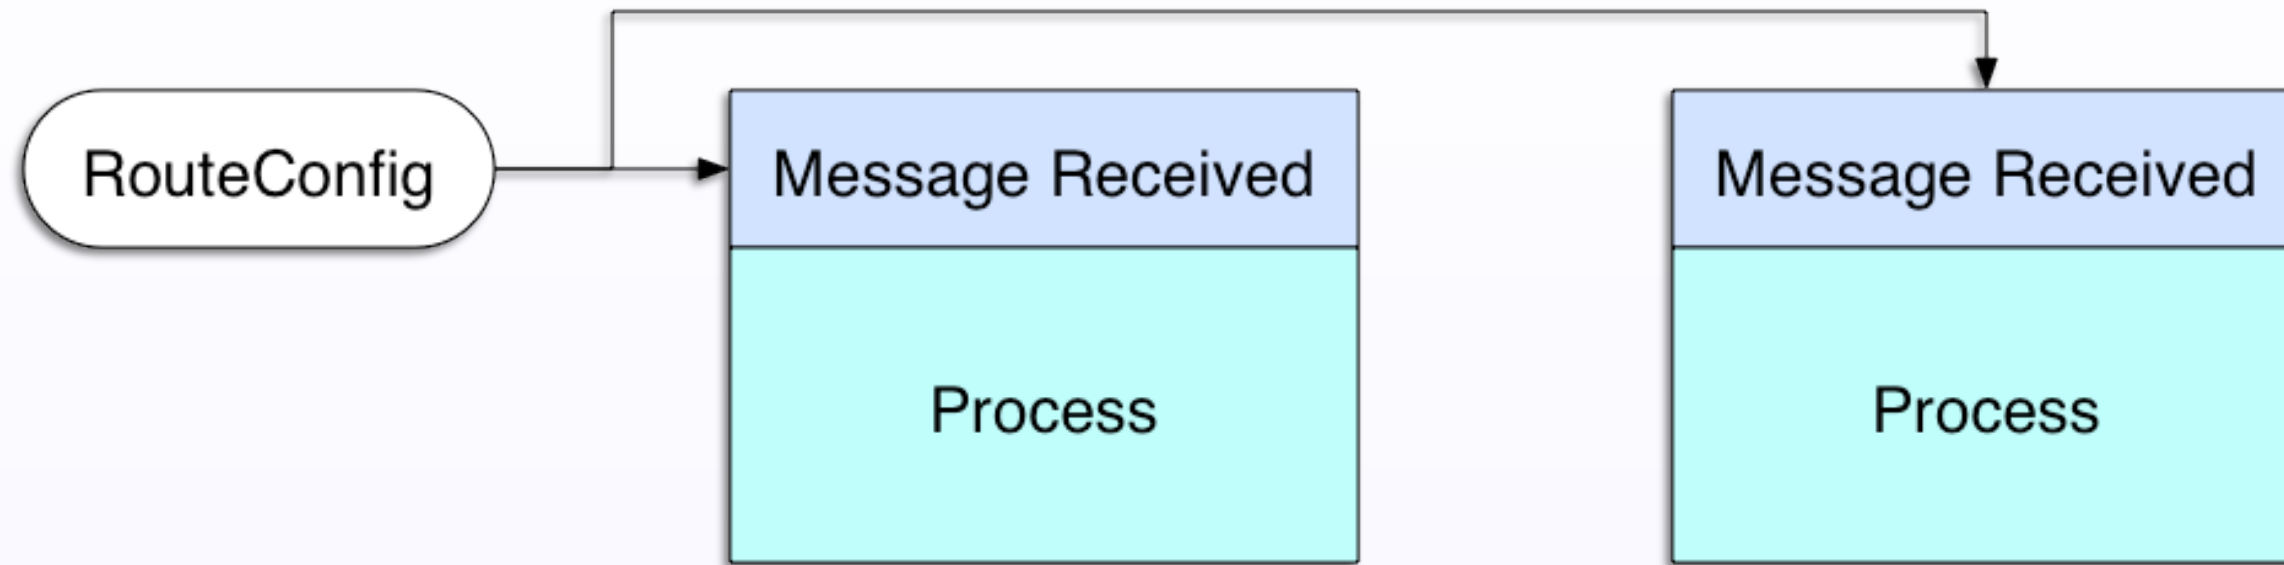 RouteConfig
Message Received
Message Received
Process
Process